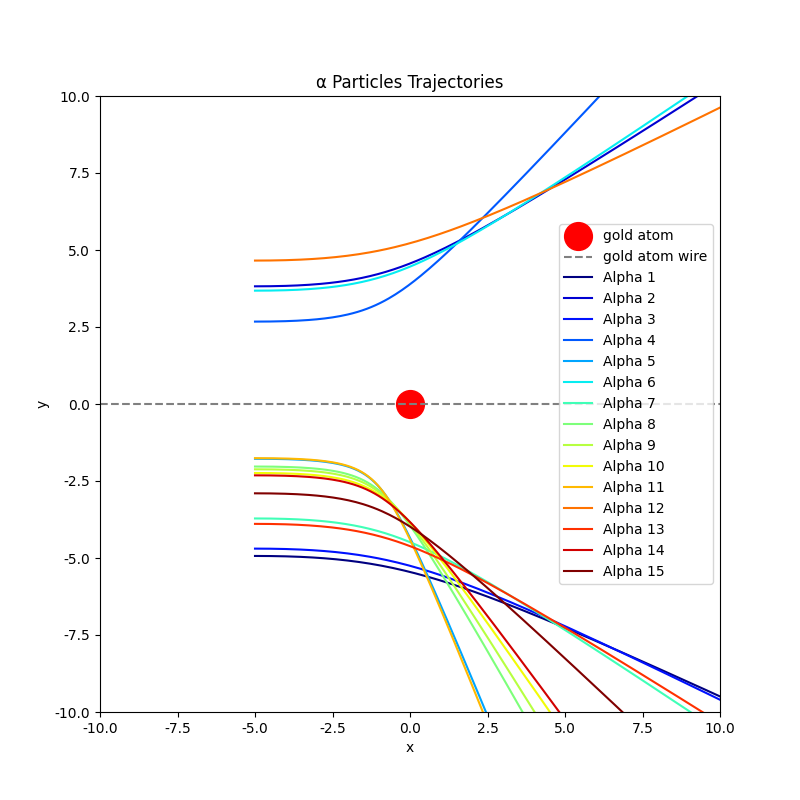 α Particles Trajectories
10.0
7.5
5.0
2.5
0.0
-2.5
-5.0
-7.5
-10.0
y
gold atom
gold atom wire
Alpha 1
Alpha 2
Alpha 3
Alpha 4
Alpha 5
Alpha 6
Alpha 7
Alpha 8
Alpha 9
Alpha 10
Alpha 11
Alpha 12
Alpha 13
Alpha 14
Alpha 15
-10.0 -7.5 -5.0 -2.5 0.0 2.5 5.0 7.5 10.0
x